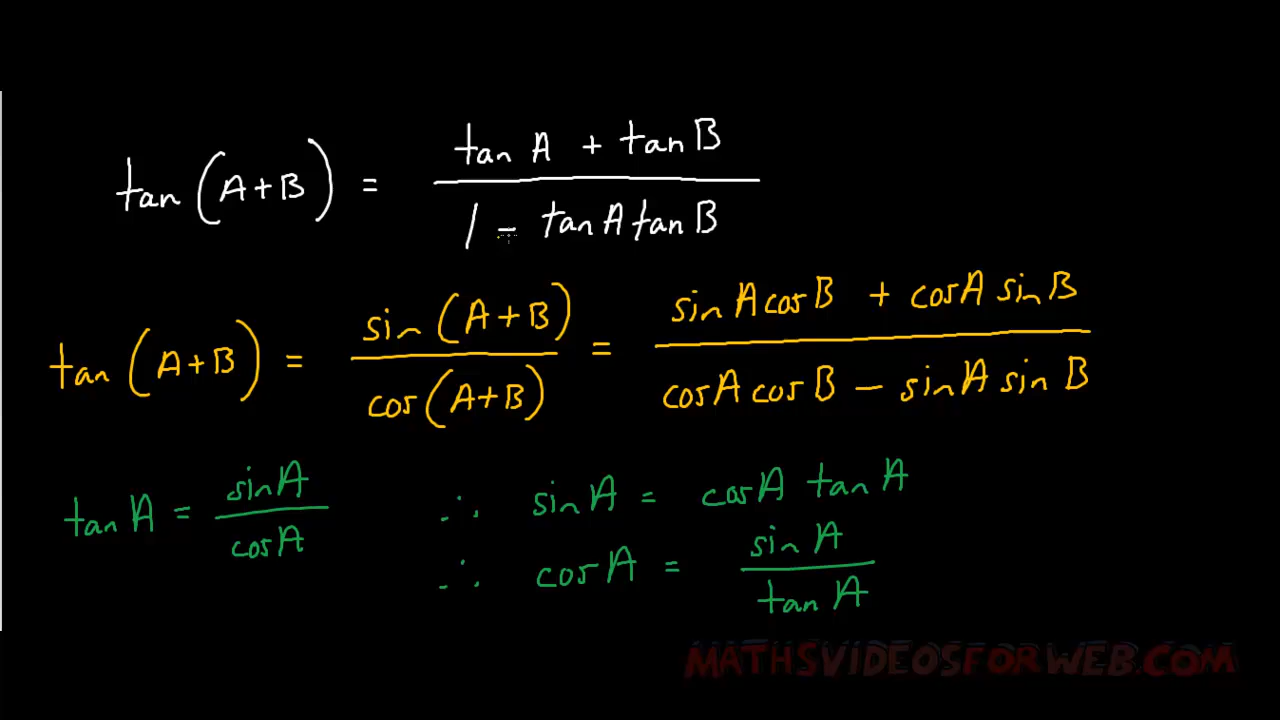 tan (A+B) = (tan A + tan B) / (1 - tan A tan B)
tan (A+B) = sin (A+B) / cos (A+B) = (sin A cos B + cos A sin B) / (cos A cos B - sin A sin B)
tan A = sin A / cos A ∴ sin A = cos A tan A
∴ cos A = sin A / tan A
MATHSVIDEOSFORWEB.COM